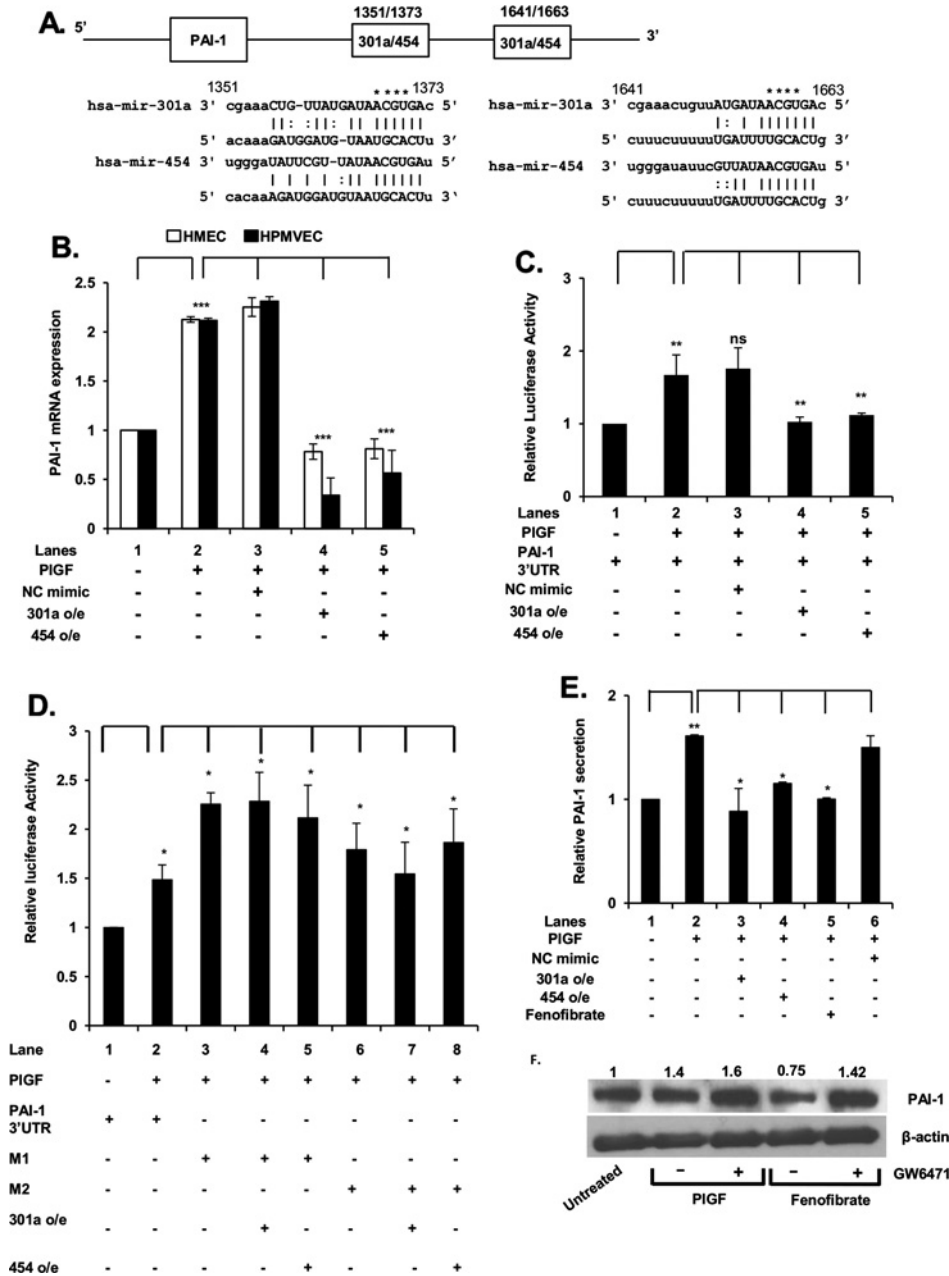 A.
5'
PAI-1
1351/1373
301a/454
1641/1663
301a/454
3'
1351 1373
* * * *
hsa-mir-301a 3' cgaaaCUG-UUAUGAUAACGUGAc 5'
||: :||: |-|| ||||||
5' acaaaGAUGGAUG-UAAUGCACUu 3'
hsa-mir-454 3' ugggaUAUUCGU-UAUAACGUGAu 5'
| | | | :|| ||||||
5' cacaaAGAUGGAUGUAAUGCACUu 3'
1641 1663
* * * *
hsa-mir-301a 3' cgaaacuguuAUGAUAACGUGAc 5'
| : | ||||||
5' cuuucuuuuuUGAUUUUGCACUg 3'
hsa-mir-454 3' ugggauauucGUUAUAACGUGAu 5'
::|| ||||||
5' cuuucuuuuuUGAUUUUGCACUg 3'
B.
HMEC HPMVEC
PAI-1 mRNA expression
2.5
2
1.5
1
0.5
0
*** *** ***
Lanes 1 2 3 4 5
PlGF - + + + +
NC mimic - - + - -
301a o/e - - - + -
454 o/e - - - - +
C.
Relative Luciferase Activity
3
2
1
0
** ns ** **
Lanes 1 2 3 4 5
PlGF - + + + +
PAI-1
3'UTR + + + + +
NC mimic - - + - -
301a o/e - - - + -
454 o/e - - - - +
D.
Relative luciferase Activity
3
2.5
2
1.5
1
0.5
0
* * * * * * *
Lane 1 2 3 4 5 6 7 8
PlGF - + + + + + + +
PAI-1
3'UTR + + - - - - - -
M1 - - + + + - - -
M2 - - - - - + + +
301a o/e - - - + - - + -
454 o/e - - - - + - - +
E.
Relative PAI-1 secretion
2
1
0
** * * *
Lanes 1 2 3 4 5 6
PlGF - + + + + +
NC mimic - - - - - +
301a o/e - - + - - -
454 o/e - - - + - -
Fenofibrate - - - - + -
F.
1 1.4 1.6 0.75 1.42
PAI-1
β-actin
Untreated - + - + GW6471
PlGF Fenofibrate